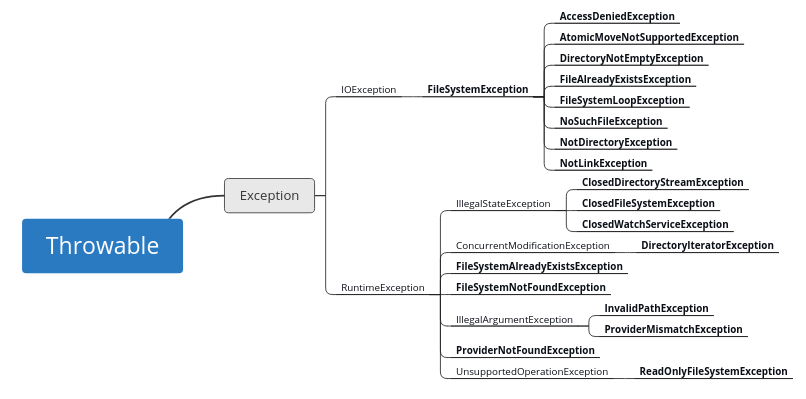 Throwable
Exception
IOException
FileSystemException
AccessDeniedException
AtomicMoveNotSupportedException
DirectoryNotEmptyException
FileAlreadyExistsException
FileSystemLoopException
NoSuchFileException
NotDirectoryException
NotLinkException
RuntimeException
IllegalStateException
ClosedDirectoryStreamException
ClosedFileSystemException
ClosedWatchServiceException
ConcurrentModificationException
DirectoryIteratorException
FileSystemAlreadyExistsException
FileSystemNotFoundException
IllegalArgumentException
InvalidPathException
ProviderMismatchException
ProviderNotFoundException
UnsupportedOperationException
ReadOnlyFileSystemException